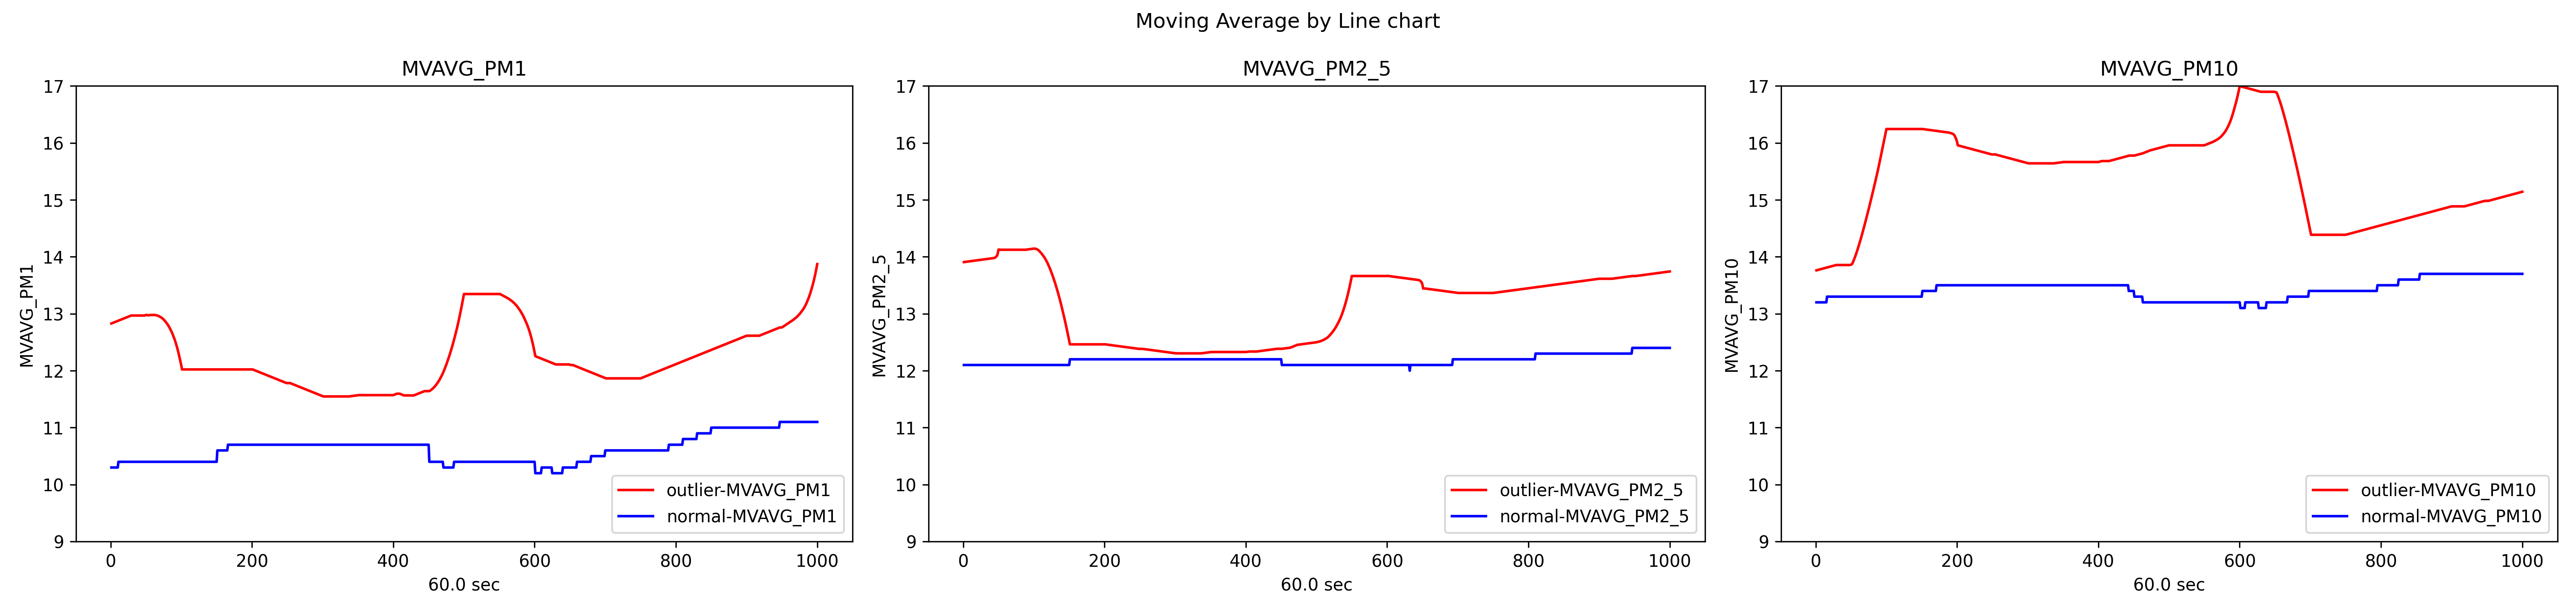 Moving Average by Line chart
MVAVG_PM1
MVAVG_PM1
17
16
15
14
13
12
11
10
9
0 200 400 600 800 1000
60.0 sec
outlier-MVAVG_PM1
normal-MVAVG_PM1
MVAVG_PM2_5
MVAVG_PM2_5
17
16
15
14
13
12
11
10
9
0 200 400 600 800 1000
60.0 sec
outlier-MVAVG_PM2_5
normal-MVAVG_PM2_5
MVAVG_PM10
MVAVG_PM10
17
16
15
14
13
12
11
10
9
0 200 400 600 800 1000
60.0 sec
outlier-MVAVG_PM10
normal-MVAVG_PM10